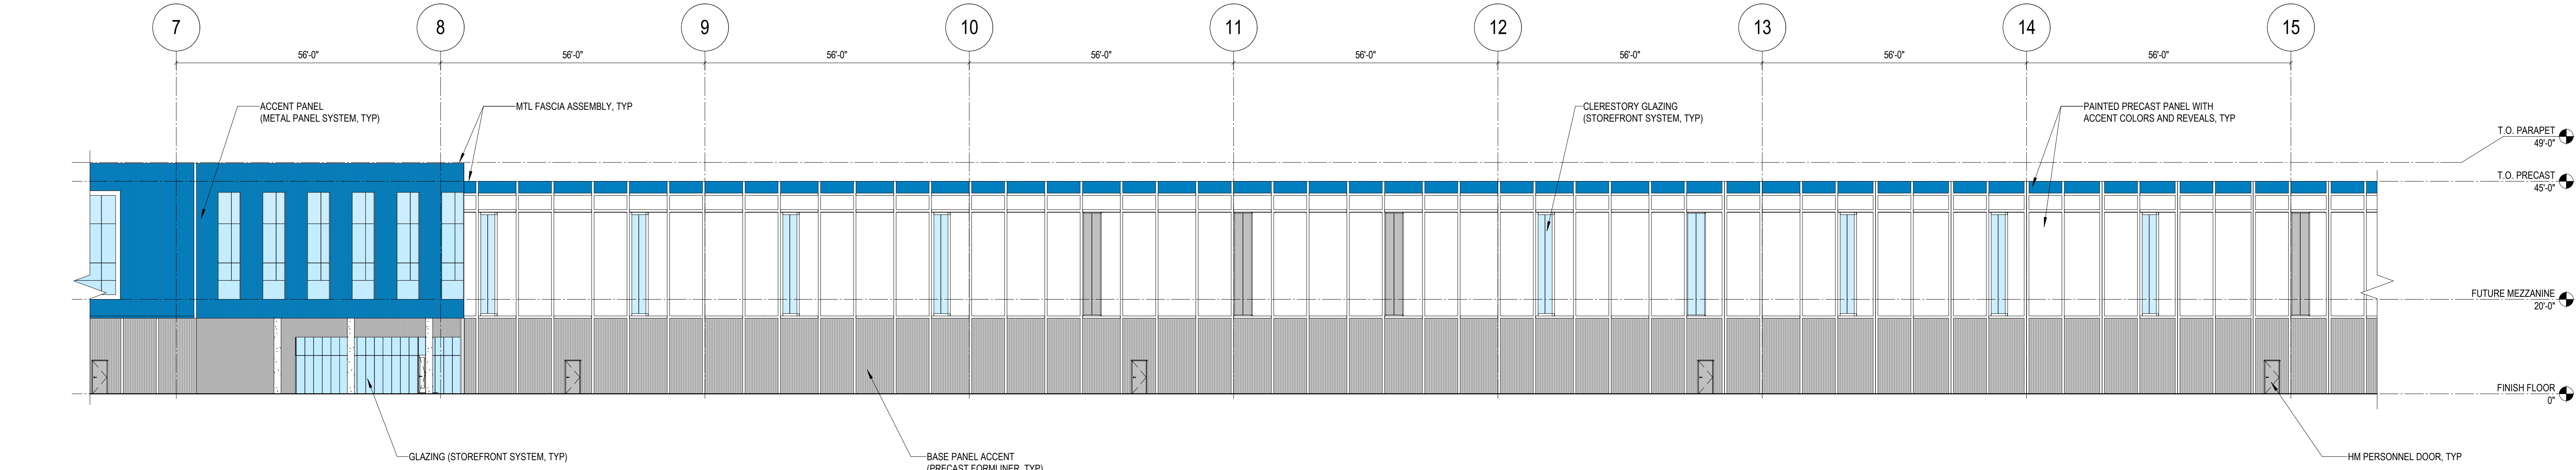 7 8 9 10 11 12 13 14 15
56'-0" 56'-0" 56'-0" 56'-0" 56'-0" 56'-0" 56'-0" 56'-0"
ACCENT PANEL
(METAL PANEL SYSTEM, TYP)
MTL FASCIA ASSEMBLY, TYP
CLERESTORY GLAZING
(STOREFRONT SYSTEM, TYP)
PAINTED PRECAST PANEL WITH
ACCENT COLORS AND REVEALS, TYP
T.O. PARAPET
49'-0"
T.O. PRECAST
45'-0"
FUTURE MEZZANINE
20'-0"
FINISH FLOOR
0"
GLAZING (STOREFRONT SYSTEM, TYP)
BASE PANEL ACCENT
(PRECAST FORMLINER, TYP)
HM PERSONNEL DOOR, TYP